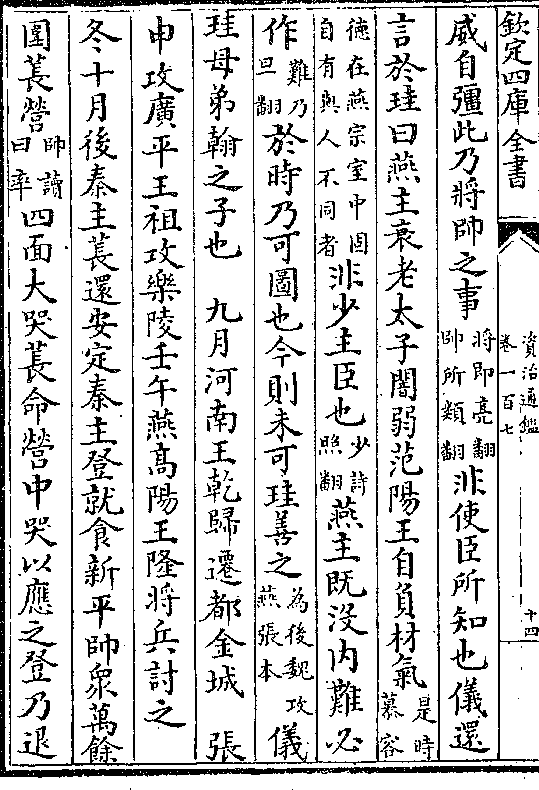 欽定四庫全書
資治通鑑
卷一百七
十四
威自彊此乃將帥之事將即亮翻帥所類翻非使臣所知也儀還
言於珪曰燕主衰老太子闇弱范陽王自負材氣是時慕容
德在燕宗室中固自有與人不同者非少主臣也少詩照翻燕主既没内難必
作難乃旦翻於時乃可圖也今則未可珪善之為後魏攻燕張本儀
珪母弟翰之子也 九月河南王乾歸遷都金城 張
申攻廣平王祖攻樂陵壬午燕高陽王隆將兵討之
冬十月後秦主萇還安定秦主登就食新平帥衆萬餘
圍萇營帥讀曰率四面大哭萇命營中哭以應之登乃退